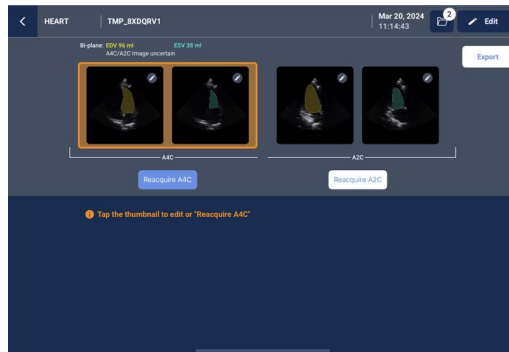 HEART
TMP_8XDQRV1
Mar 20, 2024
11:14:43
2
Edit
Bi-plane: EDV 96 ml ESV 38 ml
A4C/A2C Image uncertain
Export
A4C
A2C
Reacquire A4C
Reacquire A2C
Tap the thumbnail to edit or "Reacquire A4C"